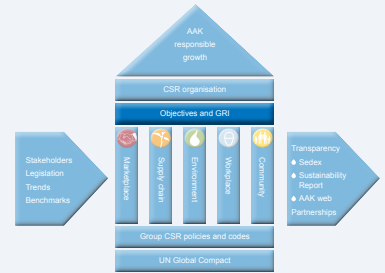 AAK
responsible
growth
CSR organisation
Objectives and GRI
Stakeholders
Legislation
Trends
Benchmarks
Marketplace
Supply chain
Environment
Workplace
Community
Transparency
Sedex
Sustainability
Report
AAK web
Partnerships
Group CSR policies and codes
UN Global Compact